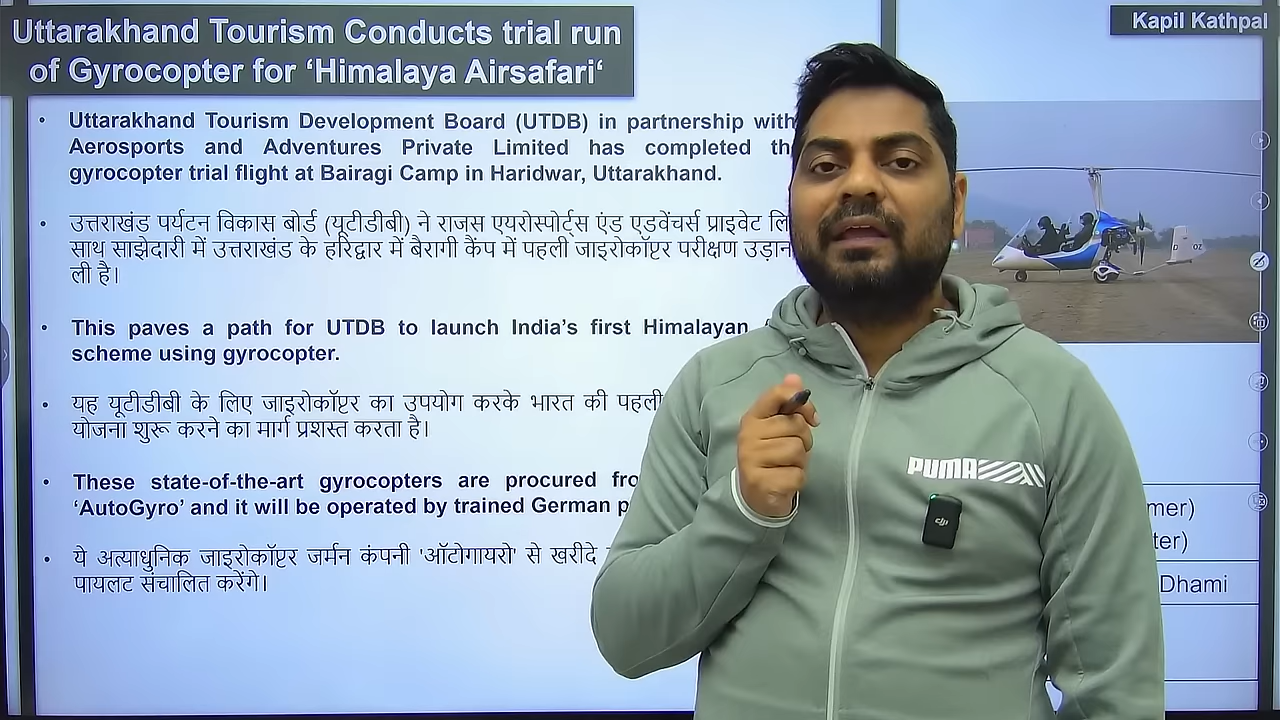 Uttarakhand Tourism Conducts trial run
of Gyrocopter for ‘Himalaya Airsafari‘
Kapil Kathpal
• Uttarakhand Tourism Development Board (UTDB) in partnership with
Aerosports and Adventures Private Limited has completed
gyrocopter trial flight at Bairagi Camp in Haridwar, Uttarakhand.
• उत्तराखंड पर्यटन विकास बोर्ड (यूटीडीबी) ने राजस एयरोस्पोर्ट्स एंड एडवेंचर्स प्राइवेट
साथ साझेदारी में उत्तराखंड के हरिद्वार में बैरागी कैंप में पहली जाइरोकॉप्टर परीक्षण उड़ान
ली है।
• This paves a path for UTDB to launch India’s first Himalayan
scheme using gyrocopter.
• यह यूटीडीबी के लिए जाइरोकॉप्टर का उपयोग करके भारत की पहली
योजना शुरू करने का मार्ग प्रशस्त करता है।
• These state-of-the-art gyrocopters are procured
‘AutoGyro’ and it will be operated by trained German
• ये अत्याधुनिक जाइरोकॉप्टर जर्मन कंपनी 'ऑटोगायरो' से खरीदे
पायलट संचालित करेंगे।
mer)
ter)
Dhami
PUMA
dji